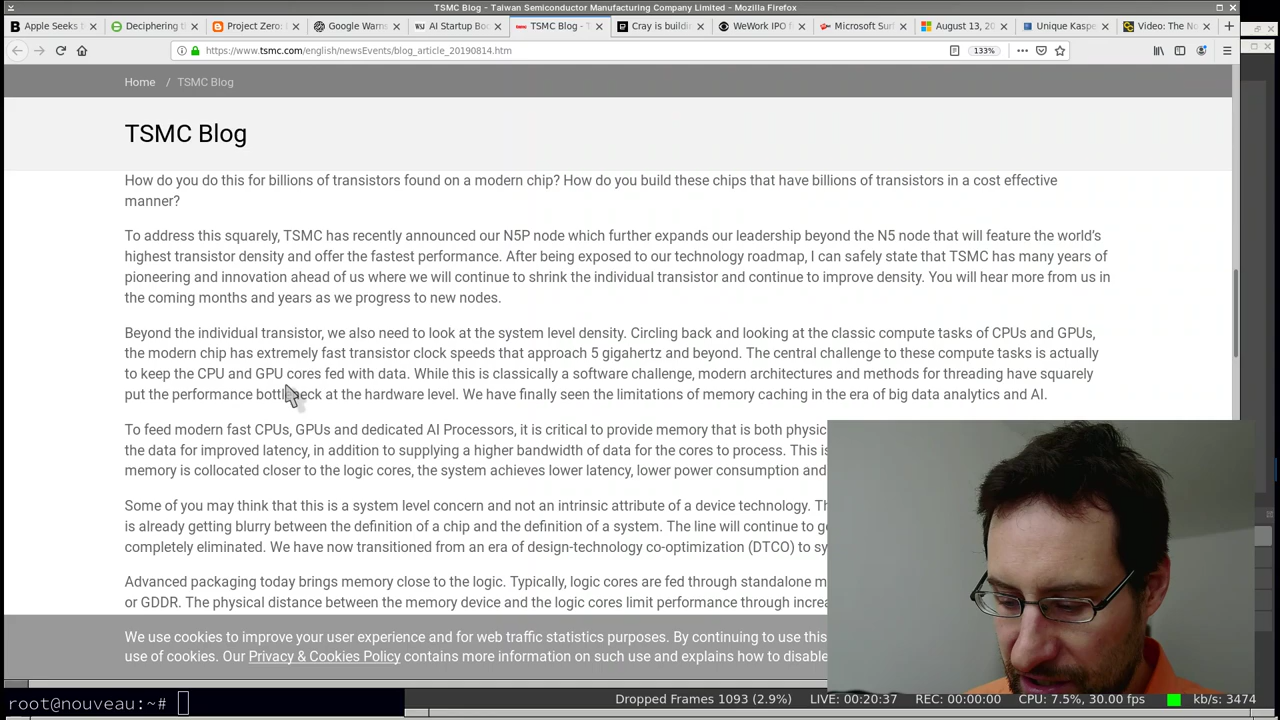 TSMC Blog - Taiwan Semiconductor Manufacturing Company Limited - Mozilla Firefox
Apple Seeks t
Deciphering t
Project Zero:
Google Warns
AI Startup Bo
TSMC Blog - T
Cray is buildin
WeWork IPO f
Microsoft Surf
August 13, 20
Unique Kaspe
Video: The No
https://www.tsmc.com/english/newsEvents/blog_article_20190814.htm
133%
Home / TSMC Blog
TSMC Blog
How do you do this for billions of transistors found on a modern chip? How do you build these chips that have billions of transistors in a cost effective
manner?
To address this squarely, TSMC has recently announced our N5P node which further expands our leadership beyond the N5 node that will feature the world's
highest transistor density and offer the fastest performance. After being exposed to our technology roadmap, I can safely state that TSMC has many years of
pioneering and innovation ahead of us where we will continue to shrink the individual transistor and continue to improve density. You will hear more from us in
the coming months and years as we progress to new nodes.
Beyond the individual transistor, we also need to look at the system level density. Circling back and looking at the classic compute tasks of CPUs and GPUs,
the modern chip has extremely fast transistor clock speeds that approach 5 gigahertz and beyond. The central challenge to these compute tasks is actually
to keep the CPU and GPU cores fed with data. While this is classically a software challenge, modern architectures and methods for threading have squarely
put the performance bottleneck at the hardware level. We have finally seen the limitations of memory caching in the era of big data analytics and AI.
To feed modern fast CPUs, GPUs and dedicated AI Processors, it is critical to provide memory that is both physic
the data for improved latency, in addition to supplying a higher bandwidth of data for the cores to process. This is
memory is collocated closer to the logic cores, the system achieves lower latency, lower power consumption and
Some of you may think that this is a system level concern and not an intrinsic attribute of a device technology. Th
is already getting blurry between the definition of a chip and the definition of a system. The line will continue to g
completely eliminated. We have now transitioned from an era of design-technology co-optimization (DTCO) to sy
Advanced packaging today brings memory close to the logic. Typically, logic cores are fed through standalone m
or GDDR. The physical distance between the memory device and the logic cores limit performance through increa
We use cookies to improve your user experience and for web traffic statistics purposes. By continuing to use this
use of cookies. Our Privacy & Cookies Policy contains more information on such use and explains how to disable
root@nouveau:~#
Dropped Frames 1093 (2.9%) LIVE: 00:20:37 REC: 00:00:00 CPU: 7.5%, 30.00 fps kb/s: 3474